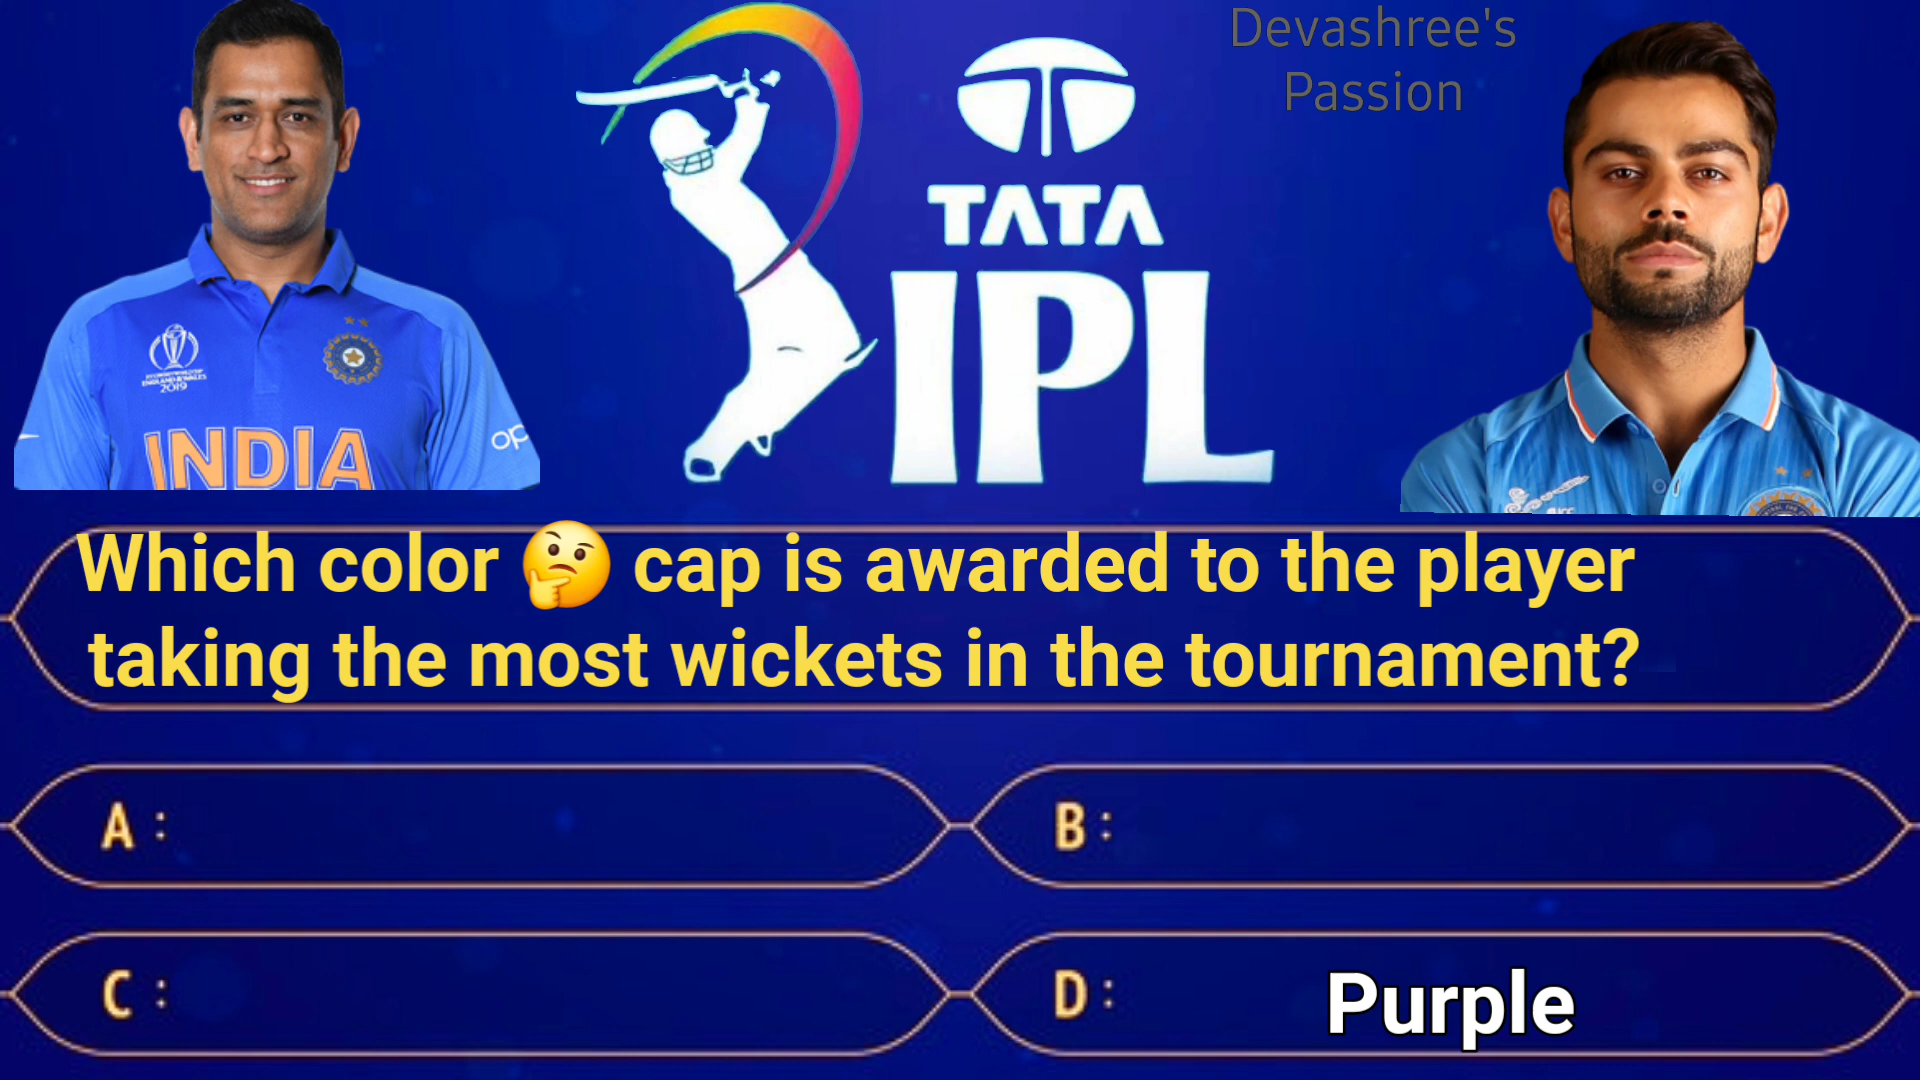 Devashree's
Passion
TATA
IPL
2019
INDIA
op
Which color 🤔 cap is awarded to the player
taking the most wickets in the tournament?
A :
B :
C :
D : Purple